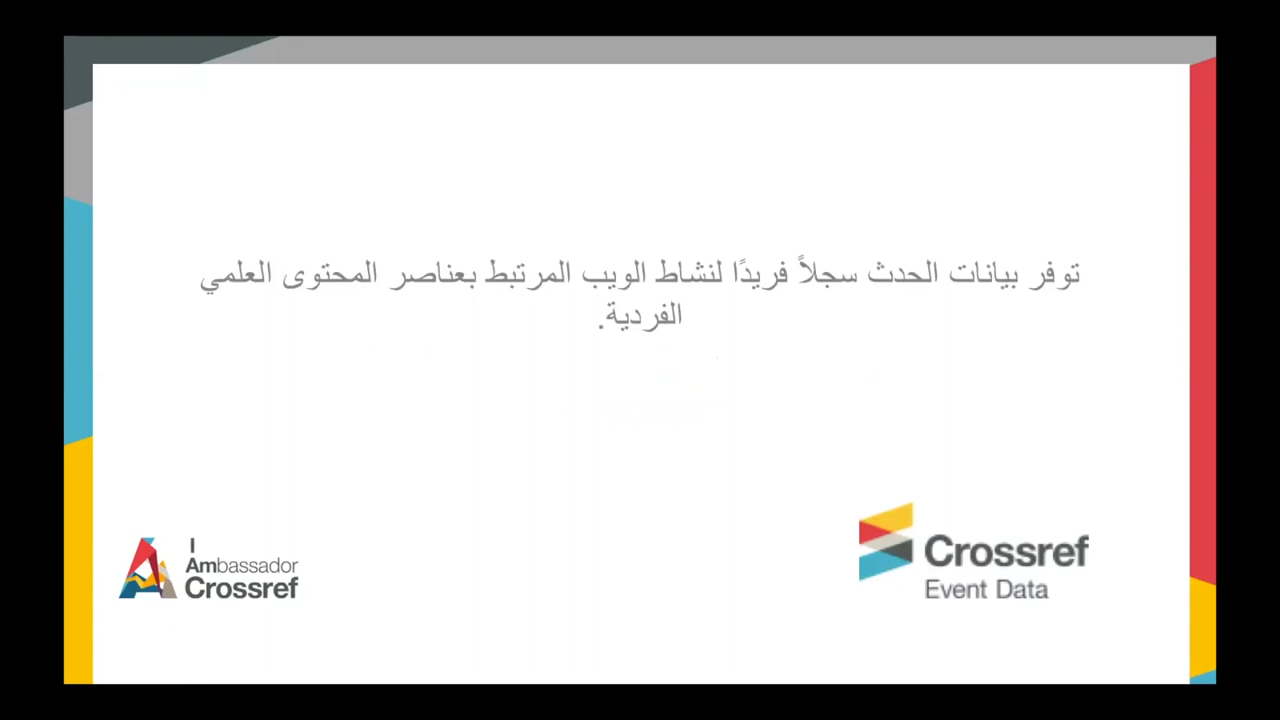 توفر بيانات الحدث سجلاً فريدًا لنشاط الويب المرتبط بعناصر المحتوى العلمي
الفردية.
I
Ambassador
Crossref
Crossref
Event Data